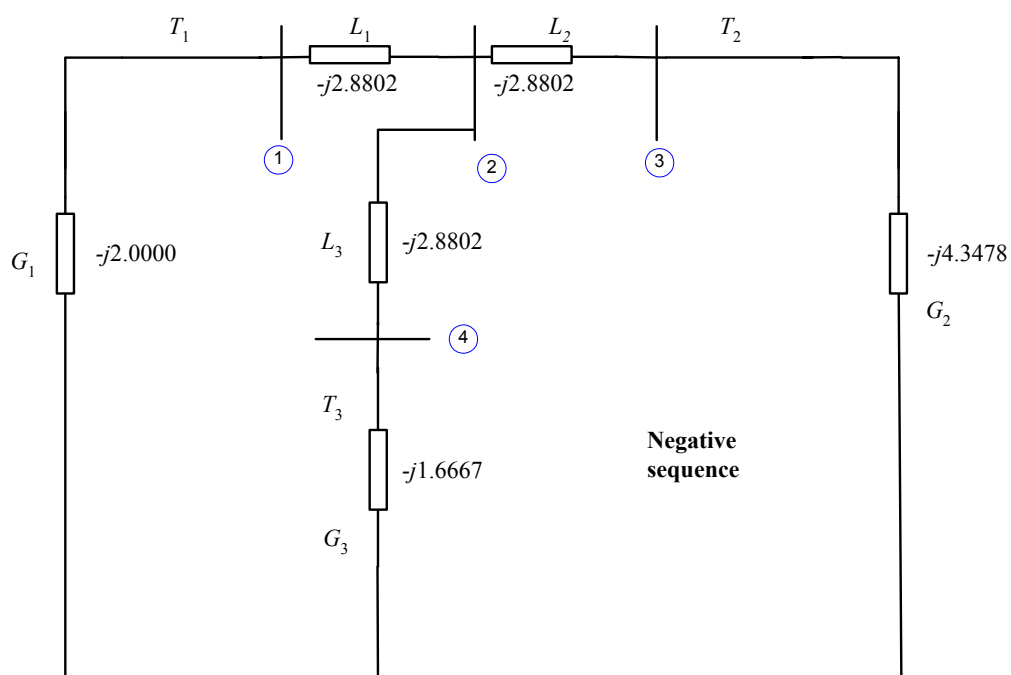 T1 L1 L2 T2
-j2.8802 -j2.8802
1 2 3
G1 -j2.0000 L3 -j2.8802 -j4.3478
G2
4
T3
Negative
sequence
-j1.6667
G3